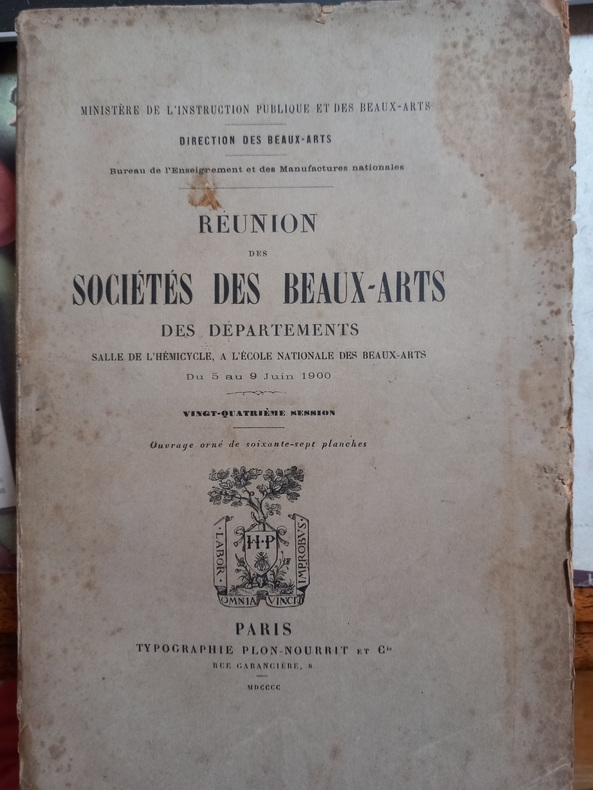 MINISTÈRE DE L'INSTRUCTION PUBLIQUE ET DES BEAUX-ARTS
DIRECTION DES BEAUX-ARTS
Bureau de l'Enseignement et des Manufactures nationales
RÉUNION
DES
SOCIÉTÉS DES BEAUX-ARTS
DES DÉPARTEMENTS
SALLE DE L'HÉMICYCLE, A L'ÉCOLE NATIONALE DES BEAUX-ARTS
Du 5 au 9 Juin 1900
VINGT-QUATRIÈME SESSION
Ouvrage orné de soixante-sept planches
H·P
·LABOR·
IMPROBVS·
OMNIA VINCIT
PARIS
TYPOGRAPHIE PLON-NOURRIT ET Cie
RUE GARANCIÈRE, 8
MDCCCC